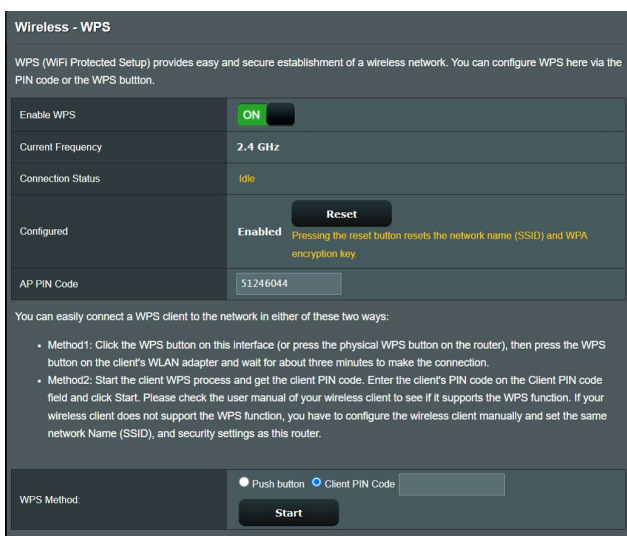 Wireless - WPS
WPS (WiFi Protected Setup) provides easy and secure establishment of a wireless network. You can configure WPS here via the
PIN code or the WPS buttton.
Enable WPS
ON
Current Frequency
2.4 GHz
Connection Status
Idle
Configured
Enabled
Reset
Pressing the reset button resets the network name (SSID) and WPA
encryption key.
AP PIN Code
51246044
You can easily connect a WPS client to the network in either of these two ways:
• Method1: Click the WPS button on this interface (or press the physical WPS button on the router), then press the WPS
button on the client's WLAN adapter and wait for about three minutes to make the connection.
• Method2: Start the client WPS process and get the client PIN code. Enter the client's PIN code on the Client PIN code
field and click Start. Please check the user manual of your wireless client to see if it supports the WPS function. If your
wireless client does not support the WPS function, you have to configure the wireless client manually and set the same
network Name (SSID), and security settings as this router.
WPS Method:
Push button Client PIN Code
Start